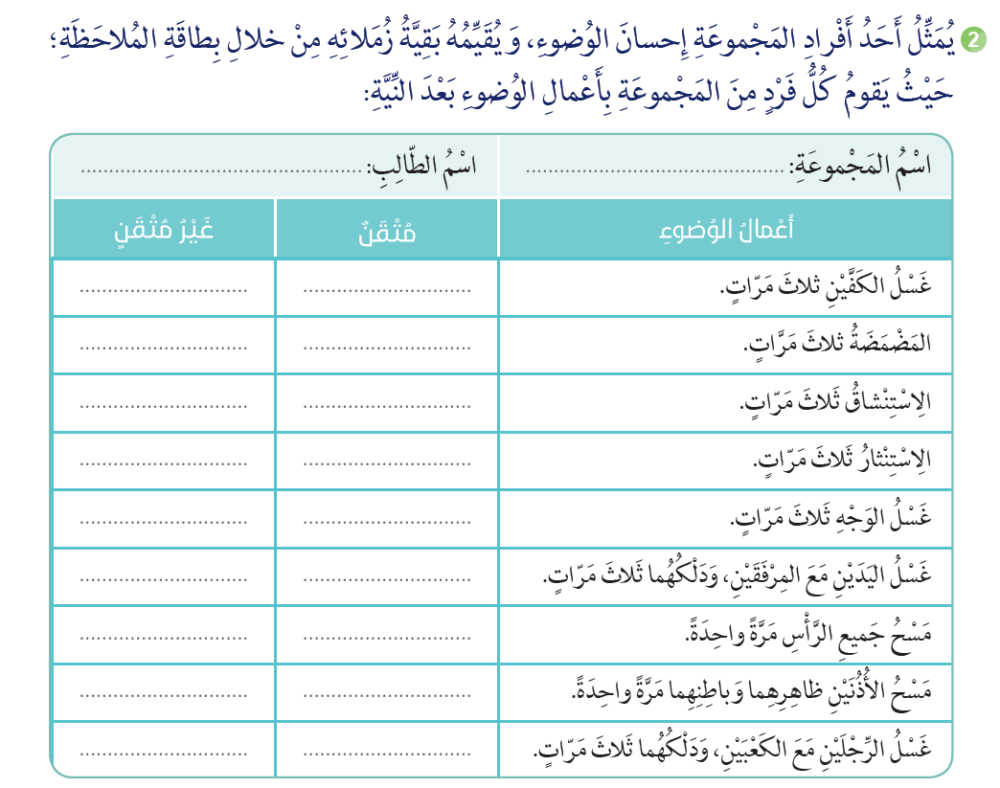 2 يُمَثِّلُ أَحَدُ أَفْرادِ المَجْموعَةِ إِحسانَ الوُضوءِ، وَ يُقَيِّمُهُ بَقِيَّةُ زُمَلائِهِ مِنْ خلالِ بِطاقَةِ المُلاحَظَةِ؛
حَيْثُ يَقومُ كُلُّ فَرْدٍ مِنَ المَجْموعَةِ بِأَعْمالِ الوُضوءِ بَعْدَ النِّيَّةِ:
اسْمُ المَجْموعَةِ: .............................................. اسْمُ الطّالِبِ: ..................................................
أَعْمالُ الوُضوءِ مُتْقَنٌ غَيْرُ مُتْقَنٍ
غَسْلُ الكَفَّيْنِ ثلاثَ مَرّاتٍ. .............................. ..............................
المَضْمَضَةُ ثلاثَ مَرَّاتٍ. .............................. ..............................
الِاسْتِنْشاقُ ثَلاثَ مَرّاتٍ. .............................. ..............................
الِاسْتِنْثارُ ثَلاثَ مَرّاتٍ. .............................. ..............................
غَسْلُ الوَجْهِ ثَلاثَ مَرّاتٍ. .............................. ..............................
غَسْلُ اليَدَيْنِ مَعَ المِرْفَقَيْنِ، وَدَلْكُهُما ثَلاثَ مَرّاتٍ. .............................. ..............................
مَسْحُ جَميعِ الرَّأْسِ مَرَّةً واحِدَةً. .............................. ..............................
مَسْحُ الأُذُنَيْنِ ظاهِرِهِما وَباطِنِهِما مَرَّةً واحِدَةً. .............................. ..............................
غَسْلُ الرِّجْلَيْنِ مَعَ الكَعْبَيْنِ، وَدَلْكُهُما ثَلاثَ مَرّاتٍ. .............................. ..............................